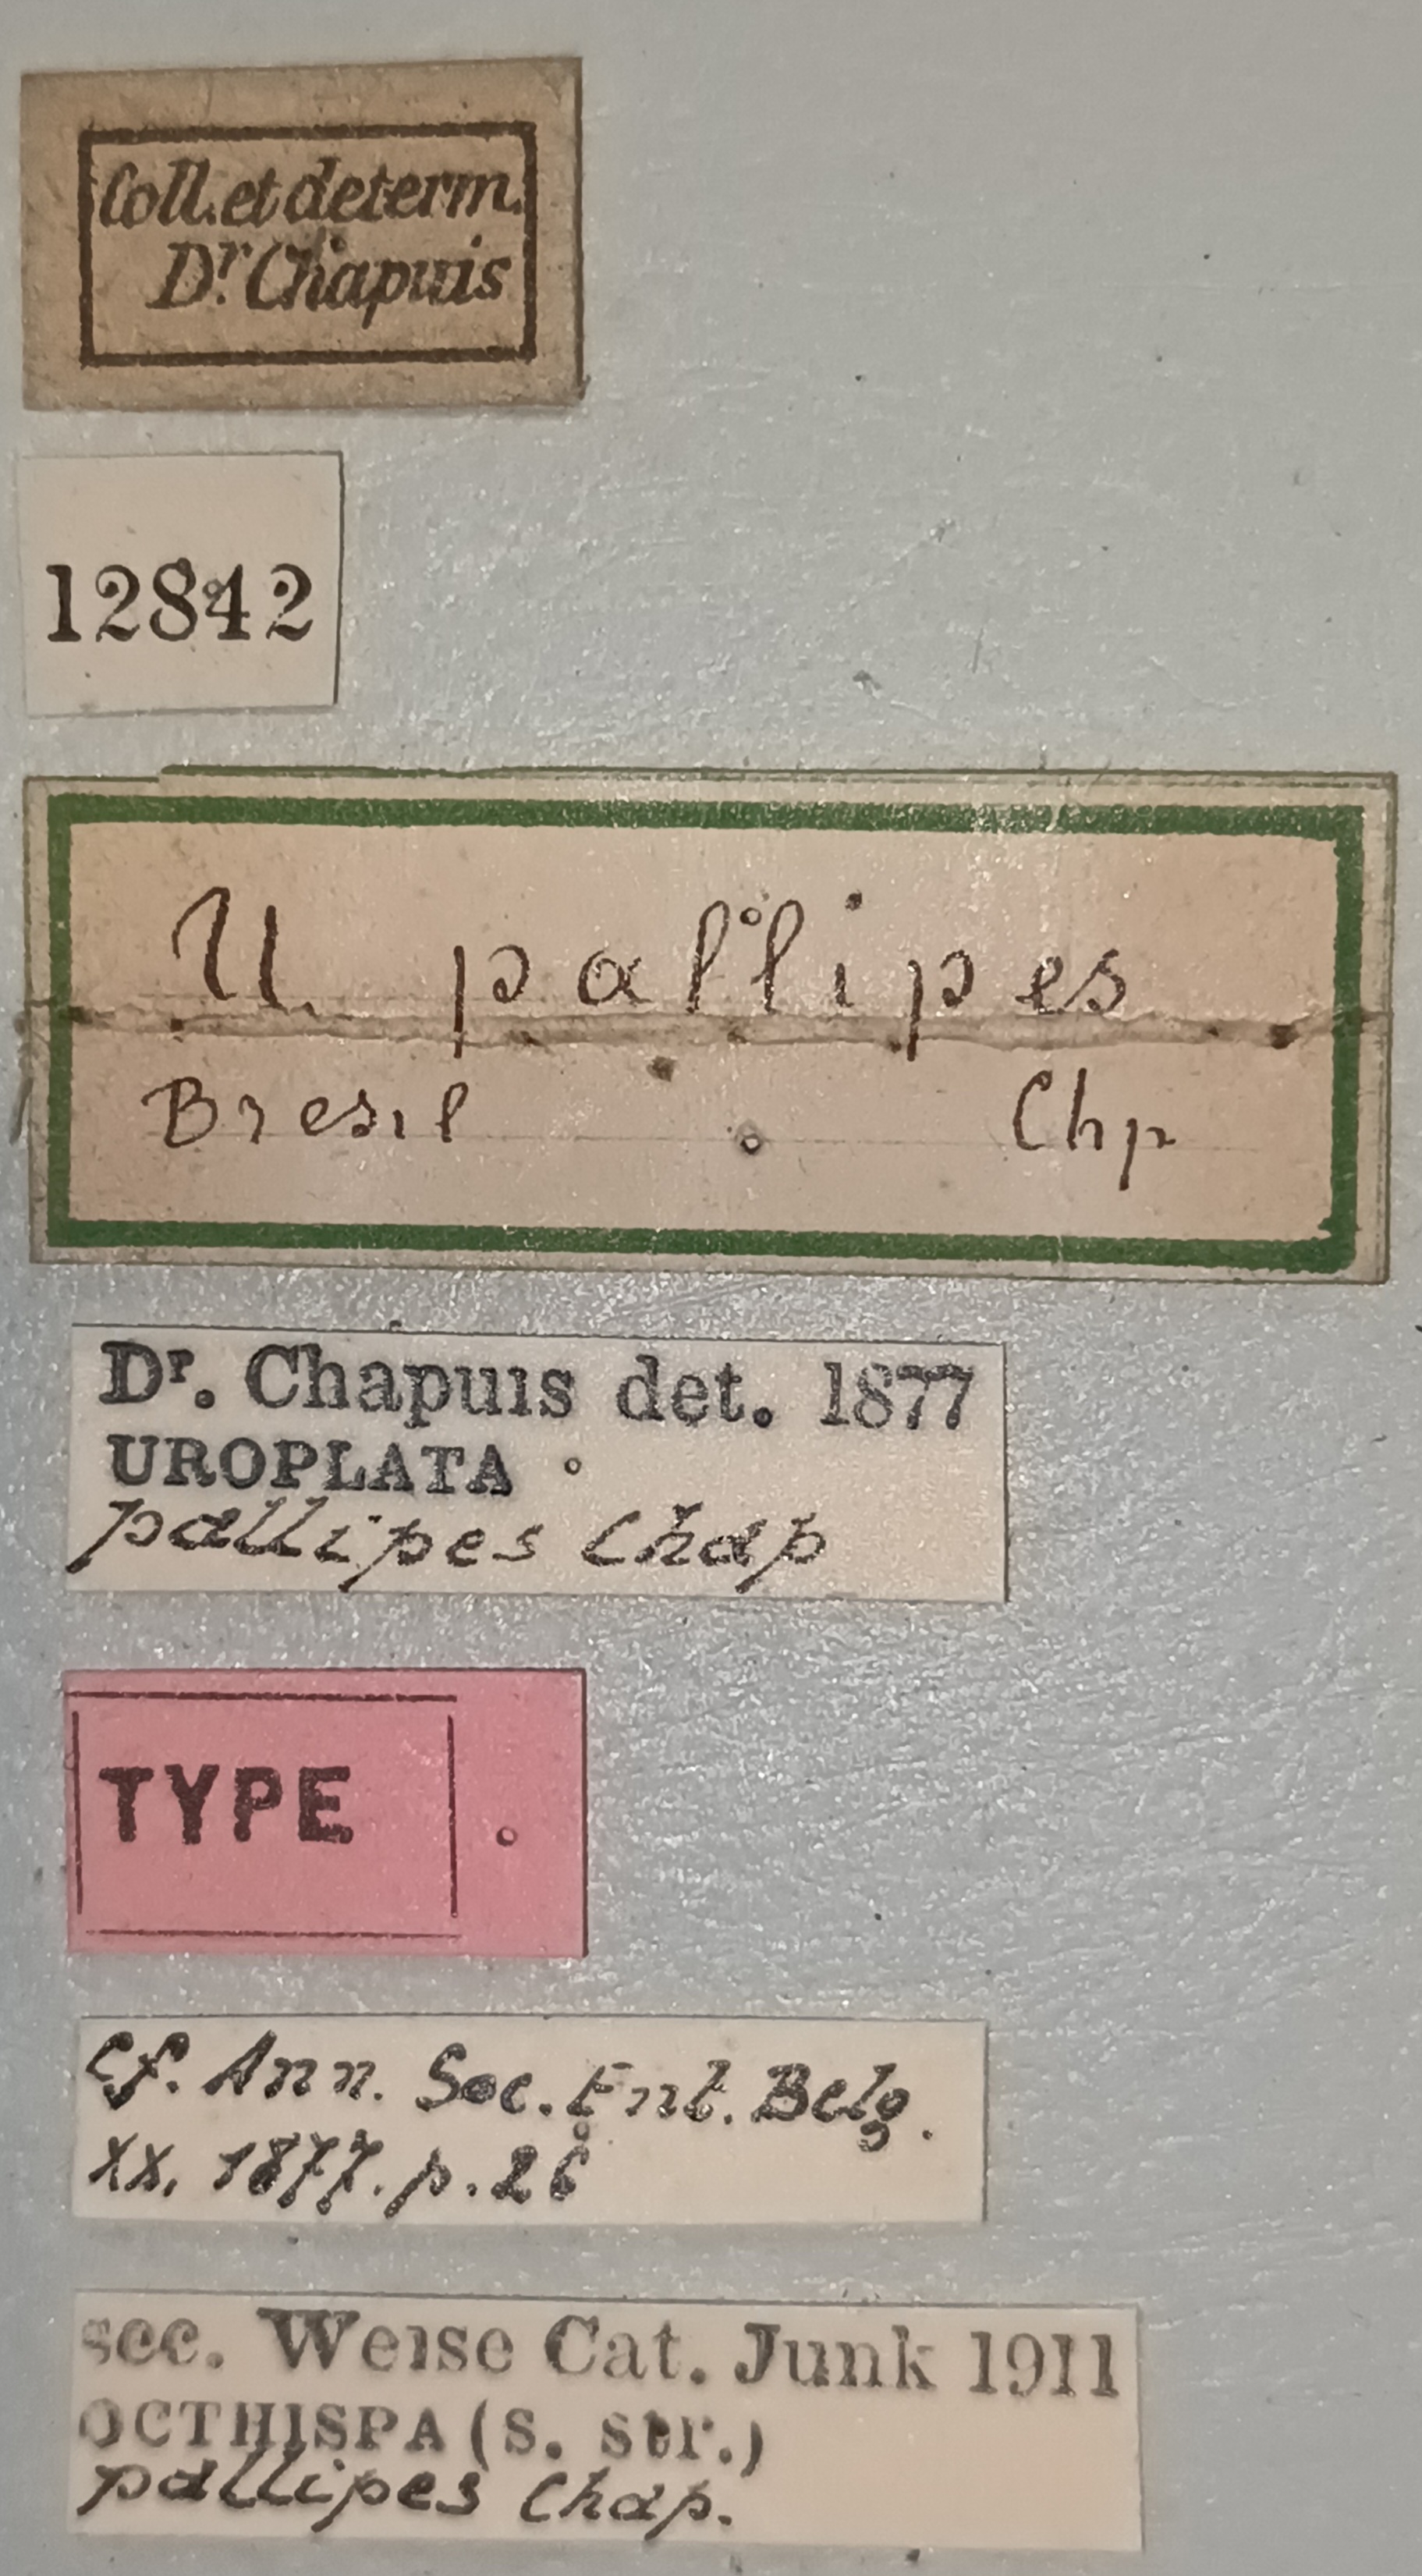 Coll. et determ.
Dr. Chapuis
12842
U. pallipes
Bresil Chp
Dr. Chapuis det. 1877
UROPLATA
pallipes Chap
TYPE
Cf. Ann. Soc. Ent. Belg.
XX. 1877. p. 26
sec. Weise Cat. Junk 1911
OCTHISPA (S. str.)
pallipes Chap.